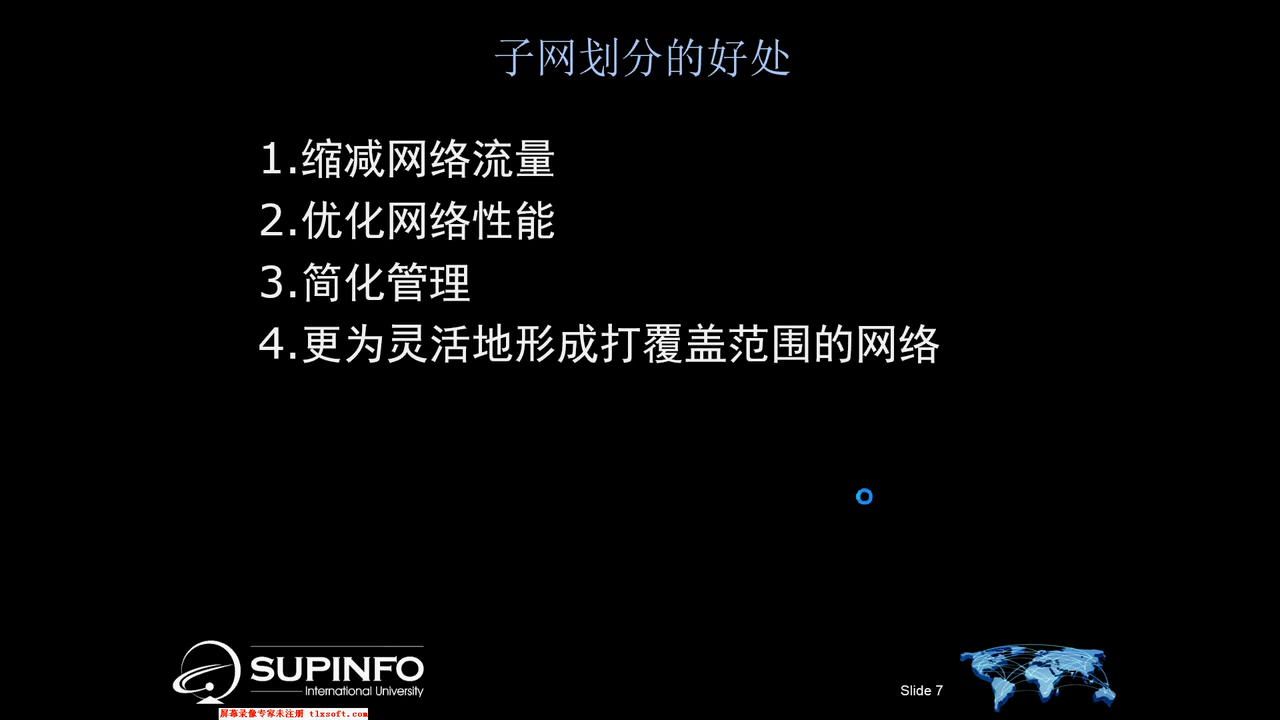 子网划分的好处
1.缩减网络流量
2.优化网络性能
3.简化管理
4.更为灵活地形成打覆盖范围的网络
SUPINFO
International University
Slide 7
屏幕录像专家未注册 tlxsoft.com